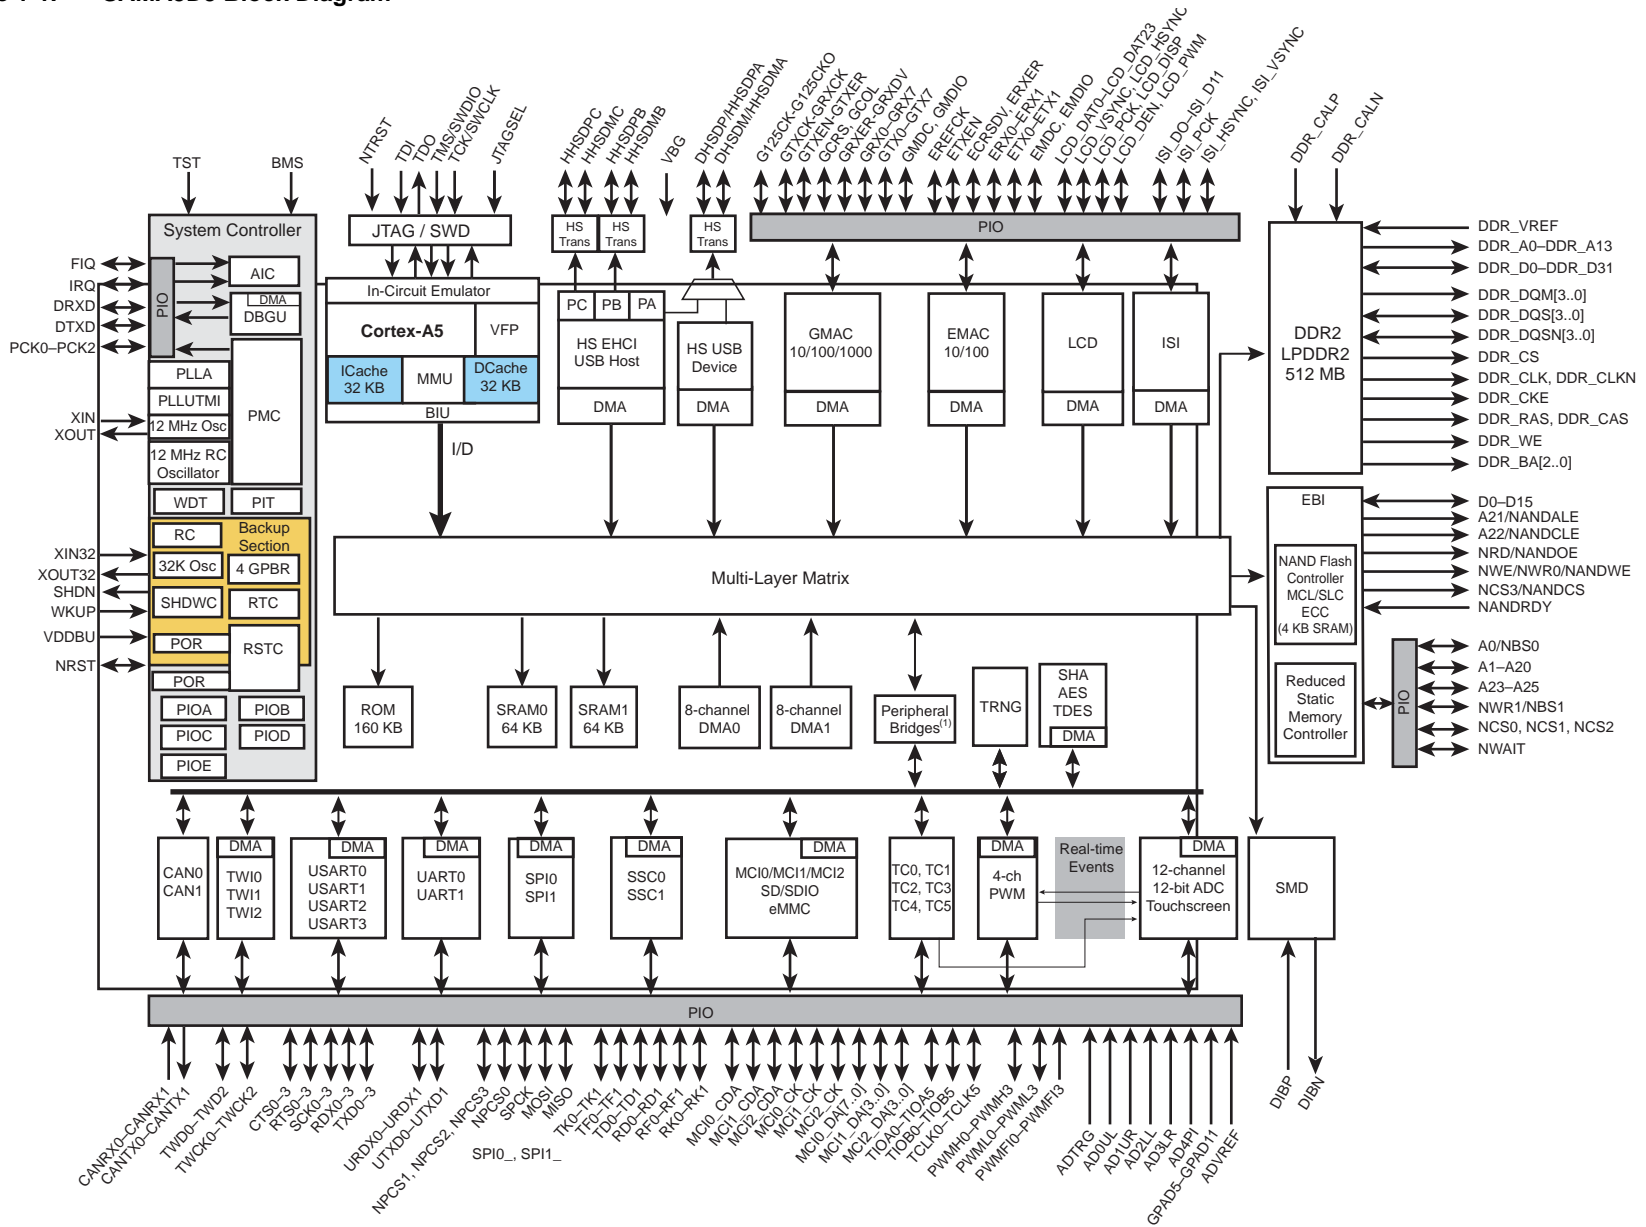 SAMA5D3 Block Diagram
NTRST
TDI
TDO
TMS/SWDIO
TCK/SWCLK
JTAGSEL
HHSDPC
HHSDMC
HHSDPB
HHSDMB
VBG
DHSDP/HHSDPA
DHSDM/HHSDMA
G125CK-G125CKO
GTXCK-GRXCK
GTXEN-GTXER
GCRS, GCOL
GRXER-GRXDV
GRX0-GRX7
GTX0-GTX7
GMDC, GMDIO
EREFCK
ETXEN
ECRSDV, ERXER
ERX0-ERX1
ETX0-ETX1
EMDC, EMDIO
LCD_DAT0-LCD_DAT23
LCD_VSYNC, LCD_HSYNC
LCD_PCK, LCD_DISP
LCD_DEN, LCD_PWM
ISI_DO-ISI_D11
ISI_PCK
ISI_HSYNC, ISI_VSYNC
DDR_CALP
DDR_CALN
TST
BMS
System Controller
JTAG / SWD
HS
Trans
HS
Trans
HS
Trans
PIO
FIQ
IRQ
DRXD
DTXD
PCK0–PCK2
PIO
AIC
DMA
DBGU
PLLA
PLLUTMI
12 MHz Osc
12 MHz RC
Oscillator
PMC
XIN
XOUT
WDT
PIT
RC
Backup
Section
32K Osc
4 GPBR
SHDWC
RTC
POR
RSTC
POR
XIN32
XOUT32
SHDN
WKUP
VDDBU
NRST
PIOA
PIOB
PIOC
PIOD
PIOE
In-Circuit Emulator
Cortex-A5
VFP
ICache
32 KB
MMU
DCache
32 KB
BIU
I/D
PC
PB
PA
HS EHCI
USB Host
DMA
HS USB
Device
DMA
GMAC
10/100/1000
DMA
EMAC
10/100
DMA
LCD
DMA
ISI
DMA
DDR2
LPDDR2
512 MB
DDR_VREF
DDR_A0–DDR_A13
DDR_D0–DDR_D31
DDR_DQM[3..0]
DDR_DQS[3..0]
DDR_DQSN[3..0]
DDR_CS
DDR_CLK, DDR_CLKN
DDR_CKE
DDR_RAS, DDR_CAS
DDR_WE
DDR_BA[2..0]
EBI
NAND Flash
Controller
MCL/SLC
ECC
(4 KB SRAM)
Reduced
Static
Memory
Controller
D0–D15
A21/NANDALE
A22/NANDCLE
NRD/NANDOE
NWE/NWR0/NANDWE
NCS3/NANDCS
NANDRDY
PIO
A0/NBS0
A1–A20
A23–A25
NWR1/NBS1
NCS0, NCS1, NCS2
NWAIT
Multi-Layer Matrix
ROM
160 KB
SRAM0
64 KB
SRAM1
64 KB
8-channel
DMA0
8-channel
DMA1
Peripheral
Bridges(1)
TRNG
SHA
AES
TDES
DMA
CAN0
CAN1
DMA
TWI0
TWI1
TWI2
DMA
USART0
USART1
USART2
USART3
DMA
UART0
UART1
DMA
SPI0
SPI1
DMA
SSC0
SSC1
DMA
MCI0/MCI1/MCI2
SD/SDIO
eMMC
TC0, TC1
TC2, TC3
TC4, TC5
DMA
4-ch
PWM
Real-time
Events
DMA
12-channel
12-bit ADC
Touchscreen
SMD
PIO
CANRX0–CANRX1
CANTX0–CANTX1
TWD0–TWD2
TWCK0–TWCK2
CTS0–3
RTS0–3
SCK0–3
RDX0–3
TXD0–3
URDX0–URDX1
UTXD0–UTXD1
NPCS1, NPCS2, NPCS3
NPCS0
SPCK
MOSI
MISO
SPI0_, SPI1_
TK0–TK1
TF0–TF1
TD0–TD1
RD0–RD1
RF0–RF1
RK0–RK1
MCI0_CDA
MCI1_CDA
MCI2_CDA
MCI0_CK
MCI1_CK
MCI2_CK
MCI0_DA[7..0]
MCI1_DA[3..0]
MCI2_DA[3..0]
TIOA0–TIOA5
TIOB0–TIOB5
TCLK0–TCLK5
PWMH0–PWMH3
PWML0–PWML3
PWMFI0–PWMFI3
ADTRG
AD0UL
AD1UR
AD2LL
AD3LR
AD4PI
GPAD5–GPAD11
ADVREF
DIBP
DIBN